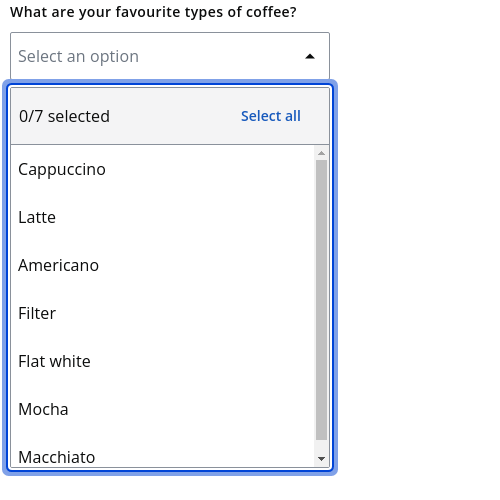 What are your favourite types of coffee?
Select an option
0/7 selected Select all
Cappuccino
Latte
Americano
Filter
Flat white
Mocha
Macchiato